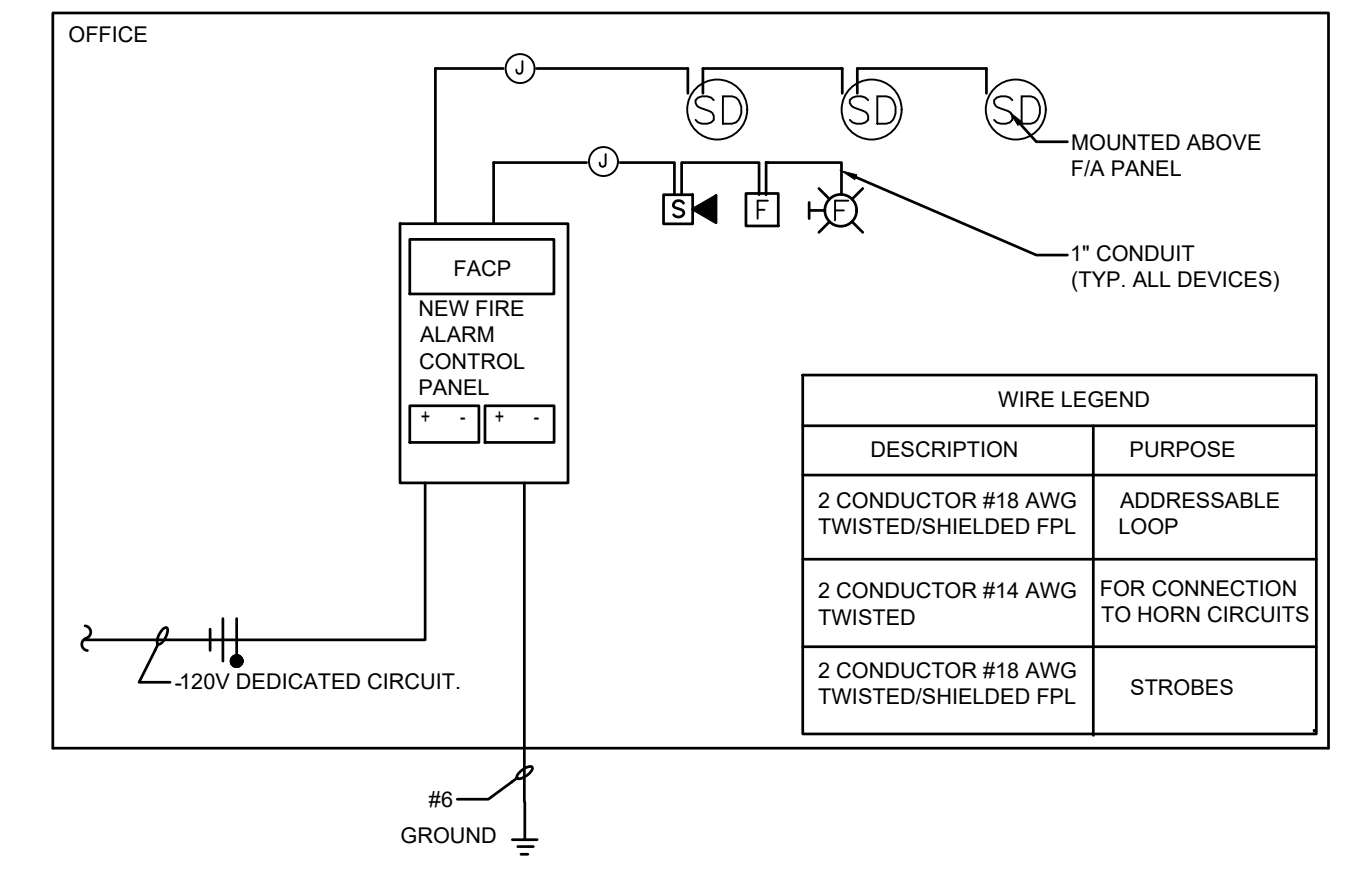 OFFICE
J
SD SD SD
MOUNTED ABOVE
F/A PANEL
J
S F F
1" CONDUIT
(TYP. ALL DEVICES)
FACP
NEW FIRE
ALARM
CONTROL
PANEL
+ - + -
WIRE LEGEND
DESCRIPTION PURPOSE
2 CONDUCTOR #18 AWG
TWISTED/SHIELDED FPL
ADDRESSABLE
LOOP
2 CONDUCTOR #14 AWG
TWISTED
FOR CONNECTION
TO HORN CIRCUITS
2 CONDUCTOR #18 AWG
TWISTED/SHIELDED FPL
STROBES
-120V DEDICATED CIRCUIT.
#6
GROUND